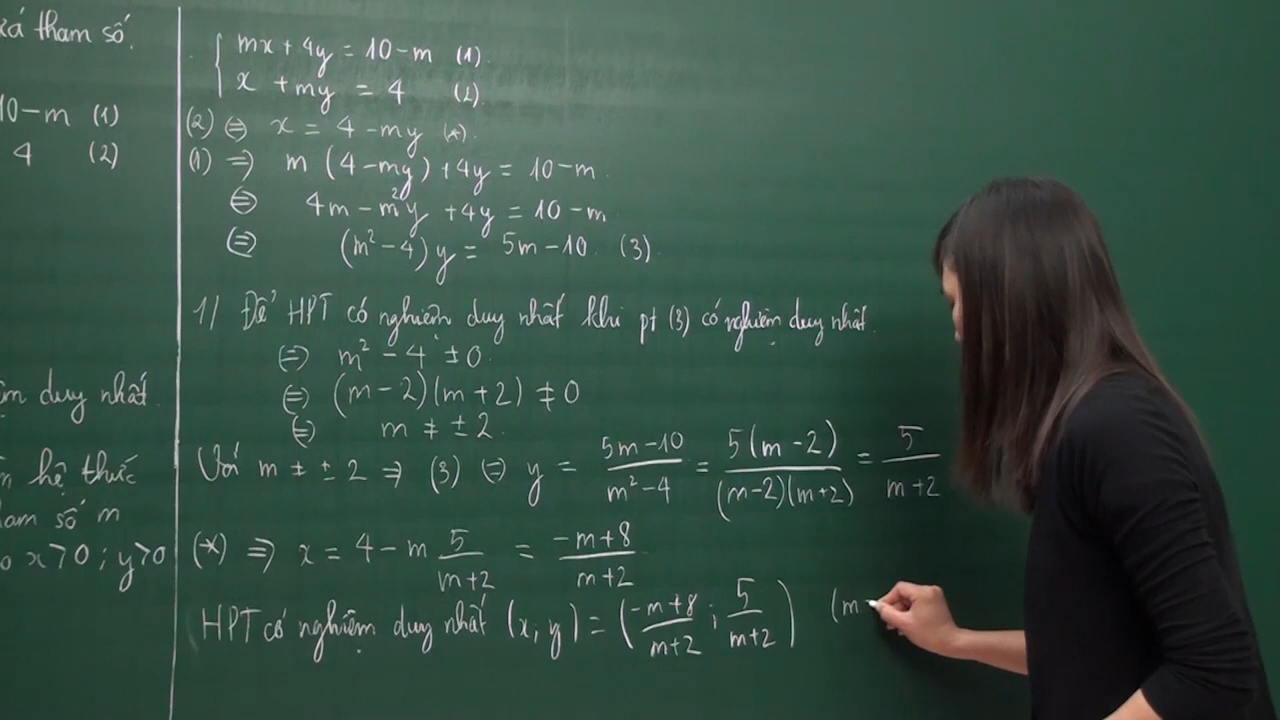 tham số.
10-m (1)
4 (2)
duy nhất
hệ thức
số m
x>0; y>0
{ mx + 4y = 10-m (1).
x + my = 4 (2).
(2) ⇔ x = 4 - my (*).
(1) ⇒ m (4-my) + 4y = 10-m.
⇔ 4m - m²y + 4y = 10-m
⇔ (m²-4) y = 5m-10. (3).
1/ Để HPT có nghiệm duy nhất khi pt (3) có nghiệm duy nhất.
⇔ m² - 4 ≠ 0.
⇔ (m-2)(m+2) ≠ 0
⇔ m ≠ ±2.
Với m ≠ ±2 ⇒ (3) ⇔ y = (5m-10)/(m²-4) = 5(m-2)/((m-2)(m+2)) = 5/(m+2)
(*) ⇒ x = 4 - m 5/(m+2) = (-m+8)/(m+2)
HPT có nghiệm duy nhất (x, y) = ((-m+8)/(m+2) ; 5/(m+2)) (m